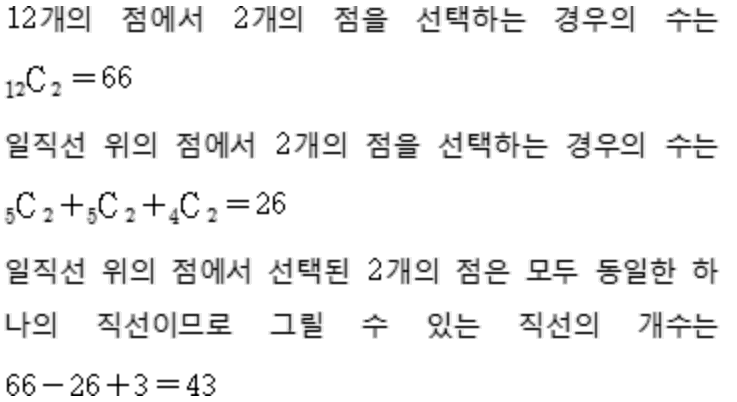 12개의 점에서 2개의 점을 선택하는 경우의 수는
₁₂C₂＝66
일직선 위의 점에서 2개의 점을 선택하는 경우의 수는
₅C₂＋₅C₂＋₄C₂＝26
일직선 위의 점에서 선택된 2개의 점은 모두 동일한 하
나의 직선이므로 그릴 수 있는 직선의 개수는
66－26＋3＝43